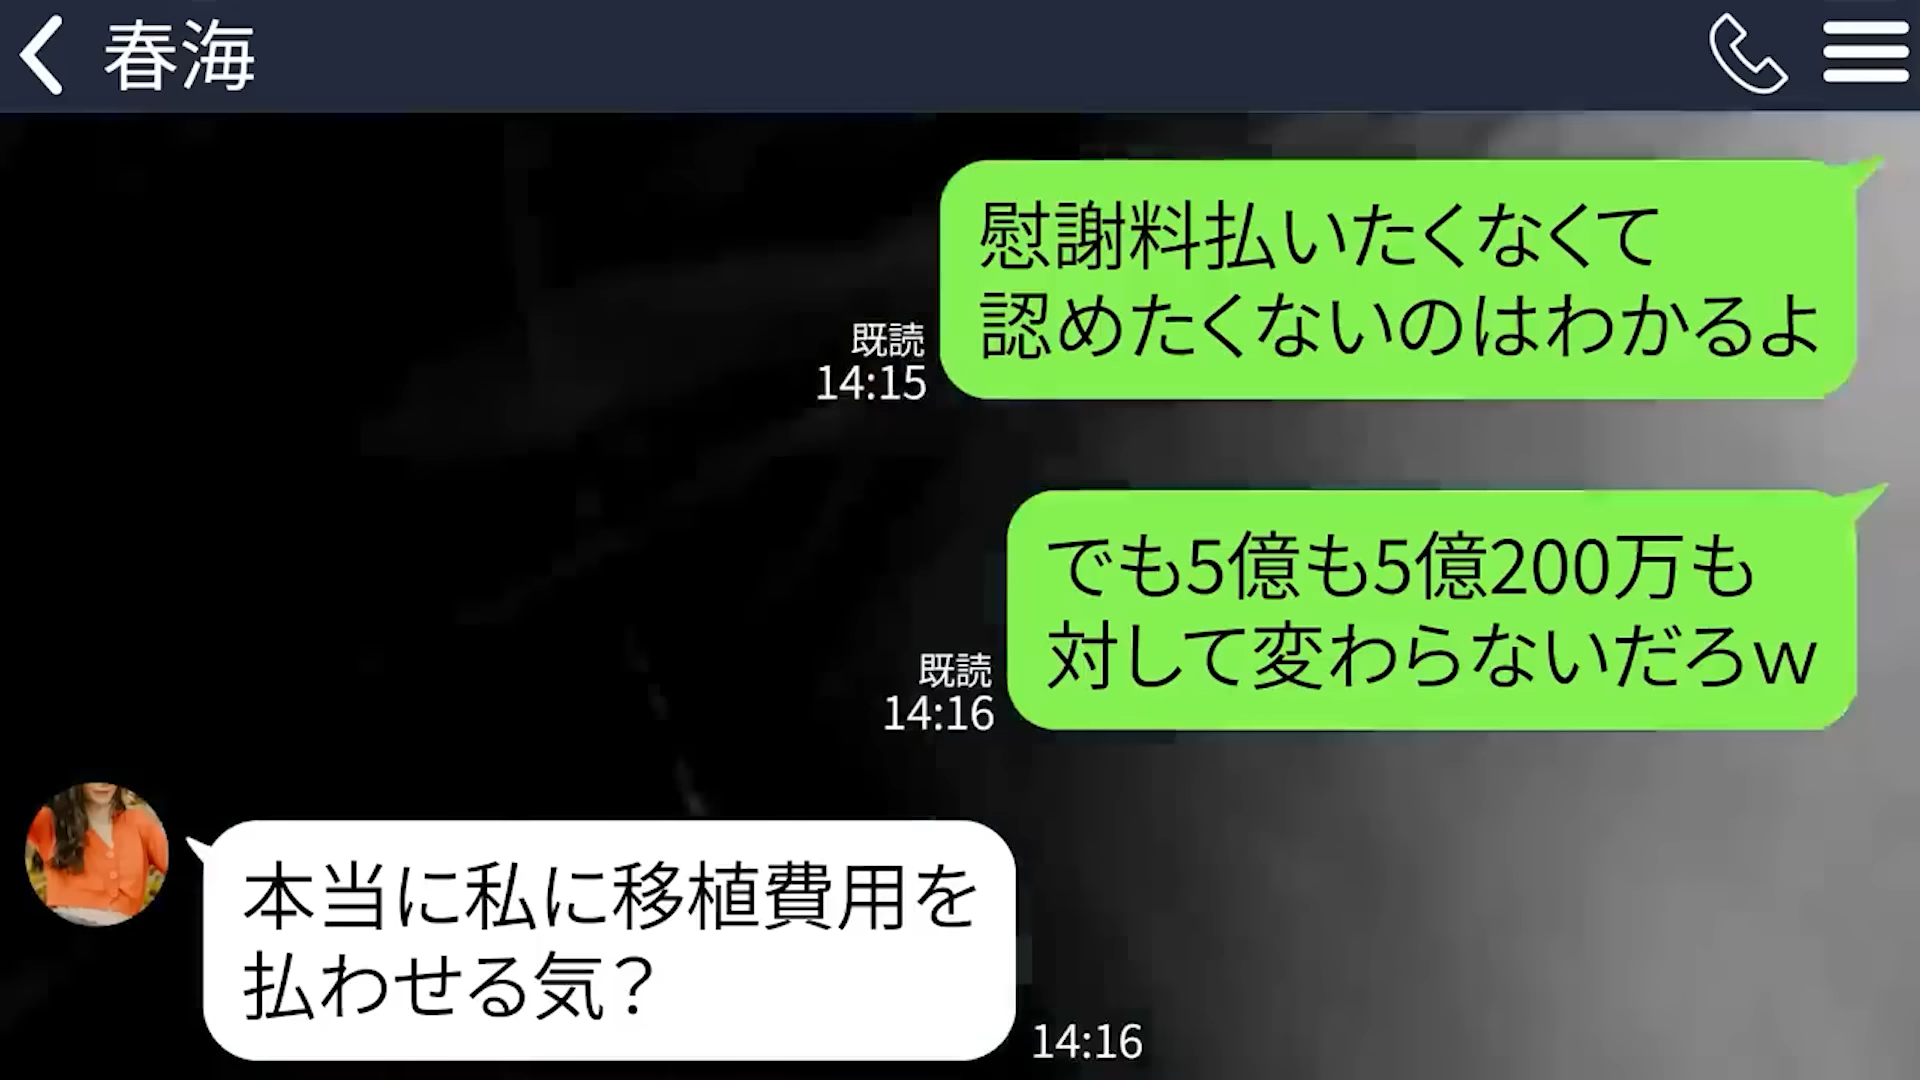 春海
慰謝料払いたくなくて
認めたくないのはわかるよ
既読
14:15
でも5億も5億200万も
対して変わらないだろw
既読
14:16
本当に私に移植費用を
払わせる気？
14:16